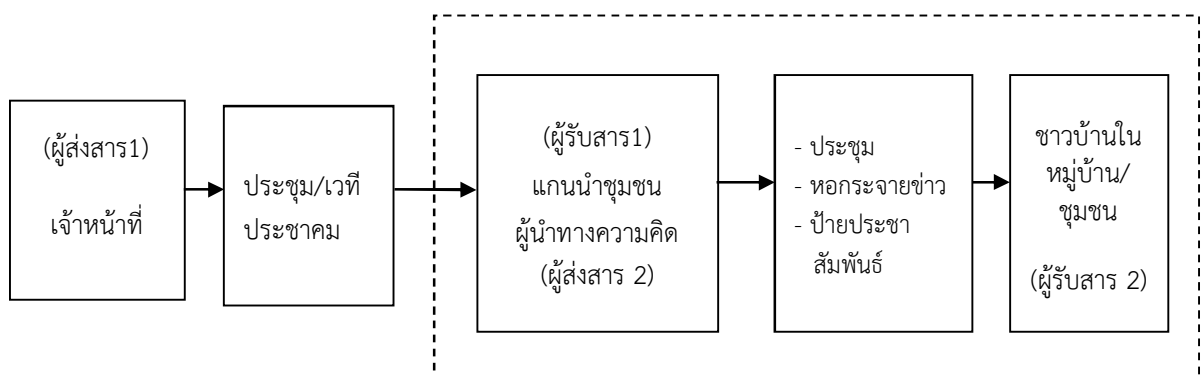 (ผู้ส่งสาร1)
เจ้าหน้าที่
ประชุม/เวที
ประชาคม
(ผู้รับสาร1)
แกนนำชุมชน
ผู้นำทางความคิด
(ผู้ส่งสาร 2)
- ประชุม
- หอกระจายข่าว
- ป้ายประชา
สัมพันธ์
ชาวบ้านใน
หมู่บ้าน/
ชุมชน
(ผู้รับสาร 2)